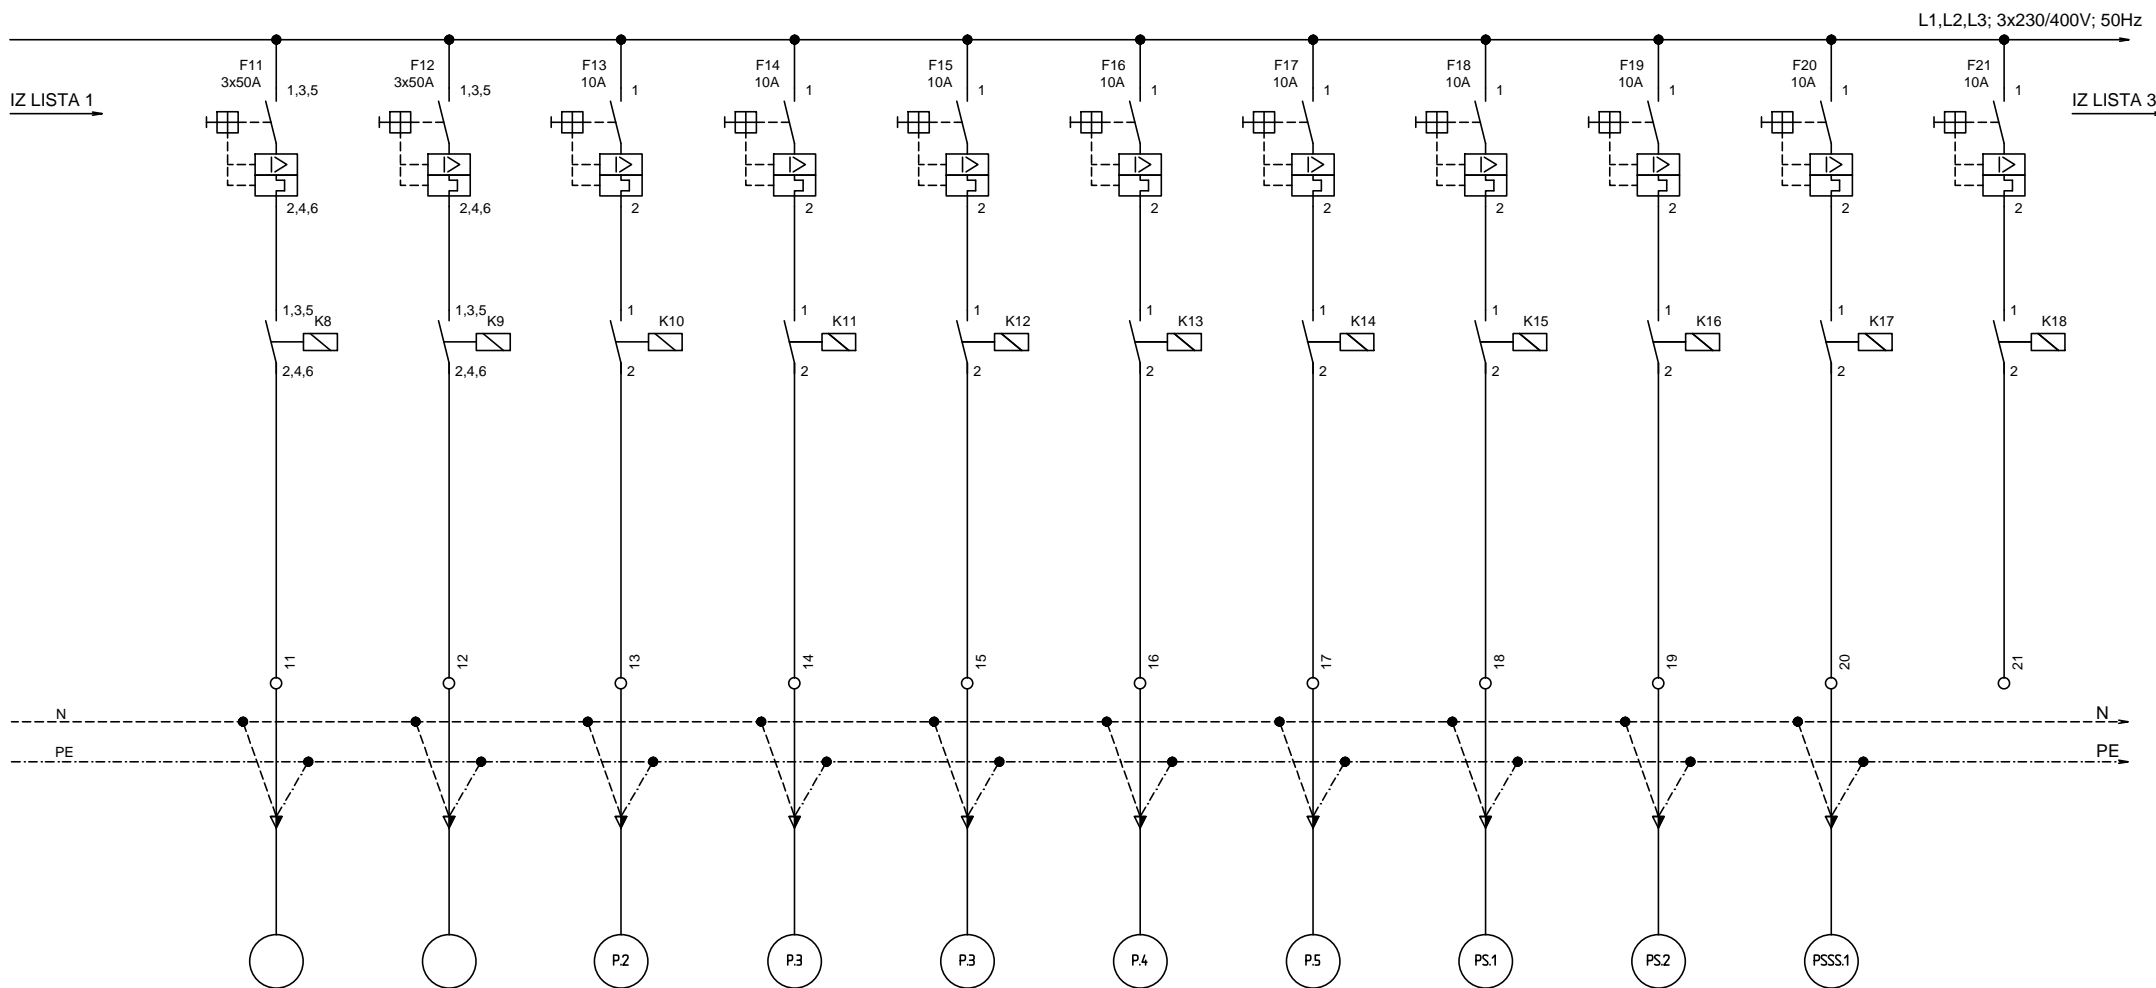 L1,L2,L3; 3x230/400V; 50Hz
F11 F12 F13 F14 F15 F16 F17 F18 F19 F20 F21
3x50A 3x50A 10A 10A 10A 10A 10A 10A 10A 10A 10A
1,3,5 1,3,5 1 1 1 1 1 1 1 1 1
IZ LISTA 1 IZ LISTA 3
2,4,6 2,4,6 2 2 2 2 2 2 2 2 2
1,3,5 1,3,5 1 1 1 1 1 1 1 1 1
K8 K9 K10 K11 K12 K13 K14 K15 K16 K17 K18
2,4,6 2,4,6 2 2 2 2 2 2 2 2 2
11 12 13 14 15 16 17 18 19 20 21
N N
PE PE
P.2 P.3 P.3 P.4 P.5 PS.1 PS.2 PSSS.1